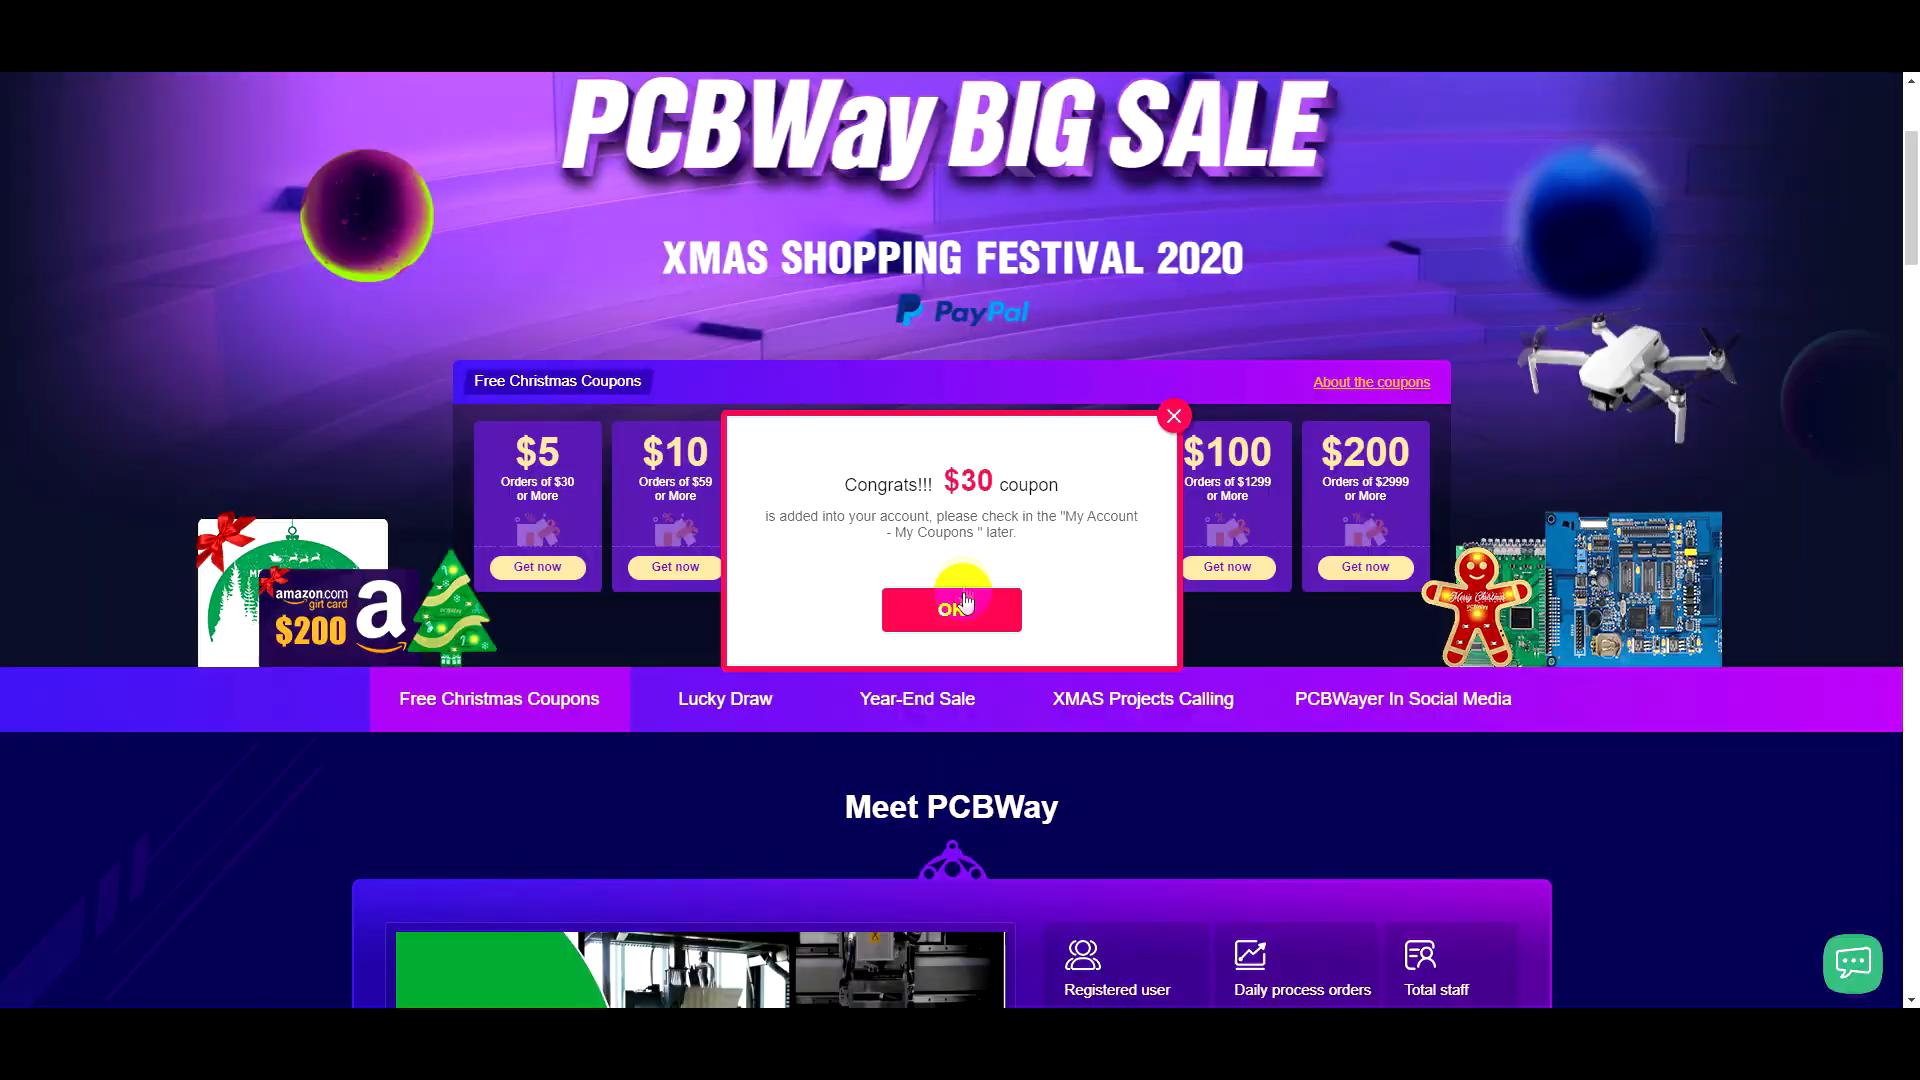 PCBWay BIG SALE
XMAS SHOPPING FESTIVAL 2020
PayPal
Free Christmas Coupons
About the coupons
$5
Orders of $30
or More
Get now
$10
Orders of $59
or More
Get now
Congrats!!! $30 coupon
is added into your account, please check in the "My Account
- My Coupons " later.
OK
$100
Orders of $1299
or More
Get now
$200
Orders of $2999
or More
Get now
amazon.com
gift card
$200
a
Merry Christmas
PCBWay
Free Christmas Coupons
Lucky Draw
Year-End Sale
XMAS Projects Calling
PCBWayer In Social Media
Meet PCBWay
Registered user
Daily process orders
Total staff